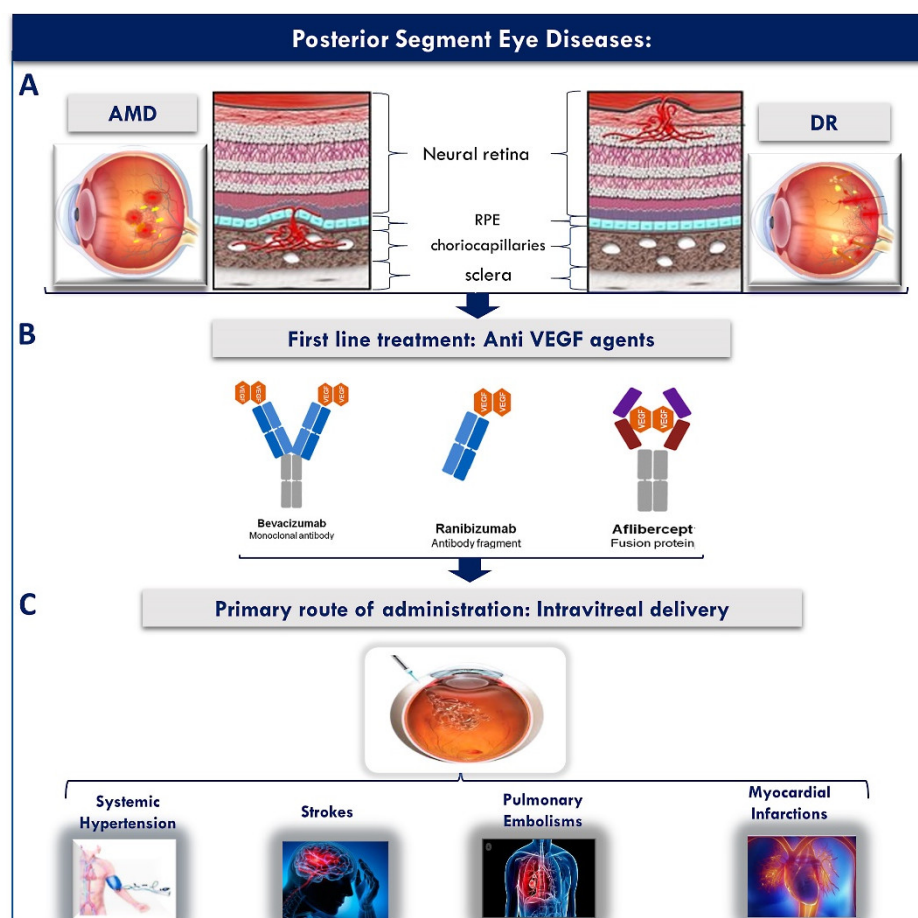 Posterior Segment Eye Diseases:
A
AMD
DR
Neural retina
RPE
choriocapillaries
sclera
B
First line treatment: Anti VEGF agents
VEGF
VEGF
VEGF
VEGF
VEGF
VEGF
VEGF
VEGF
Bevacizumab
Monoclonal antibody
Ranibizumab
Antibody fragment
Aflibercept
Fusion protein
C
Primary route of administration: Intravitreal delivery
Systemic
Hypertension
Strokes
Pulmonary
Embolisms
Myocardial
Infarctions